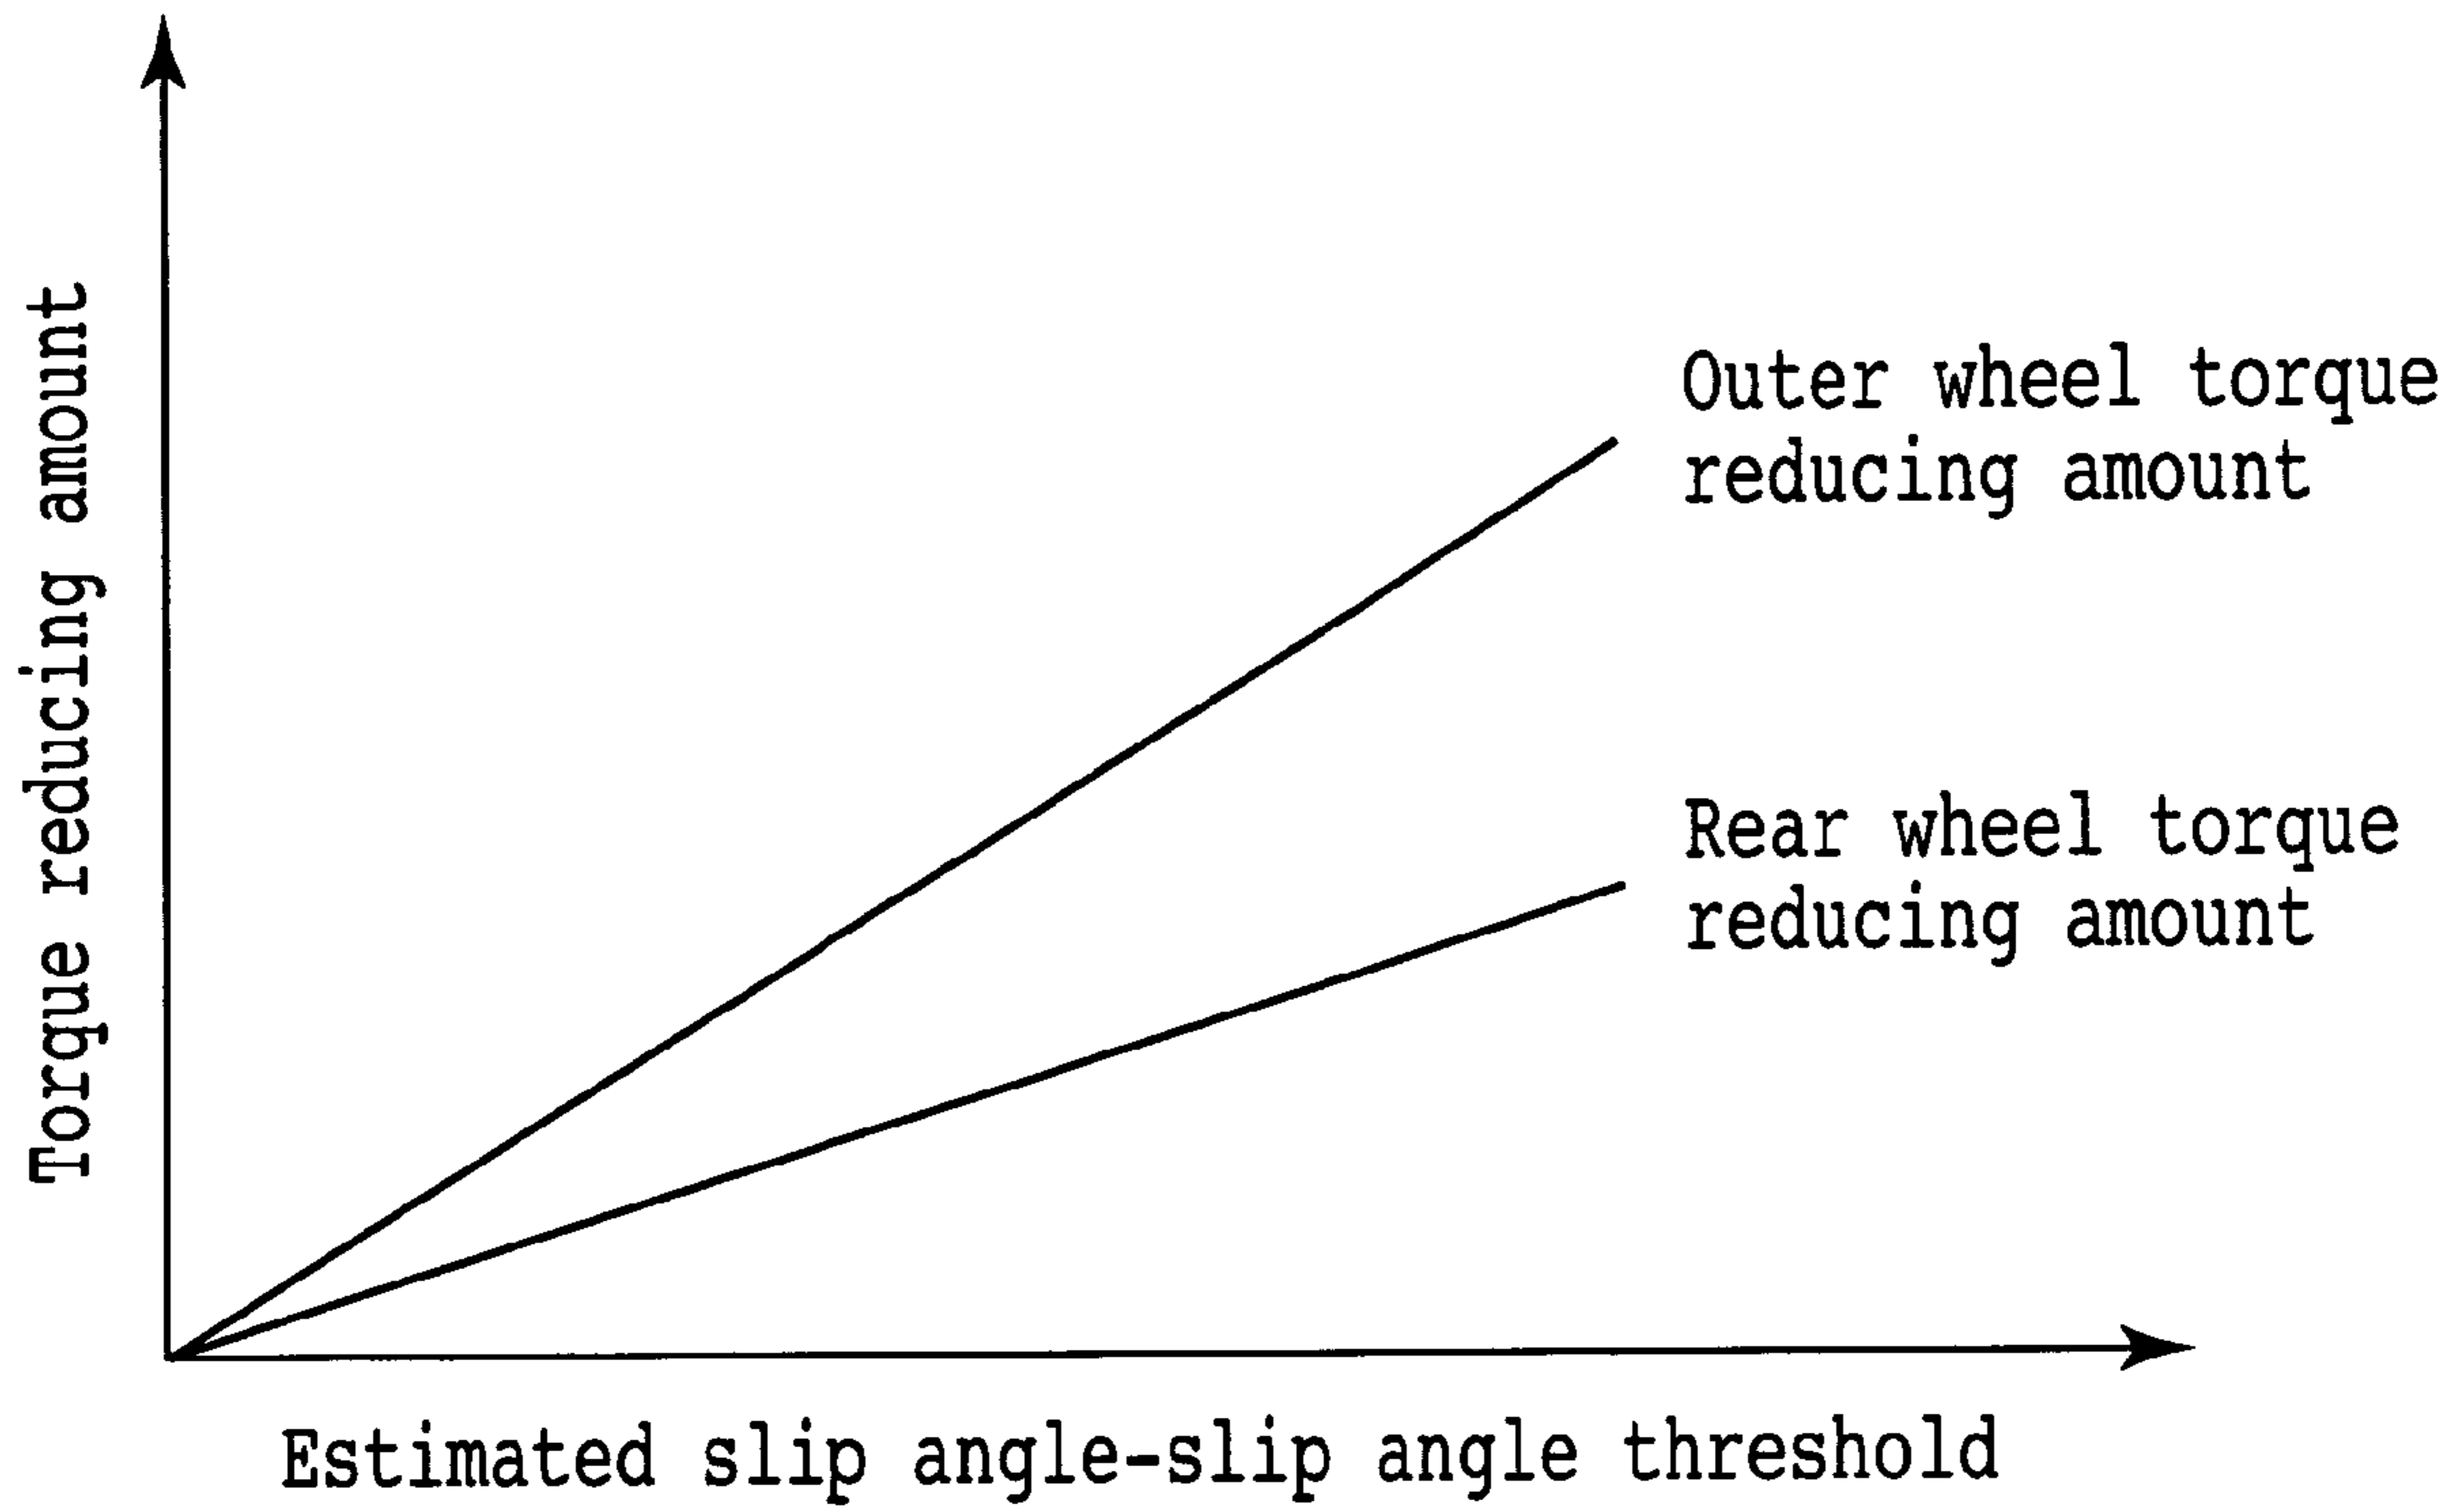 Torque reducing amount
Outer wheel torque
reducing amount
Rear wheel torque
reducing amount
Estimated slip angle-slip angle threshold